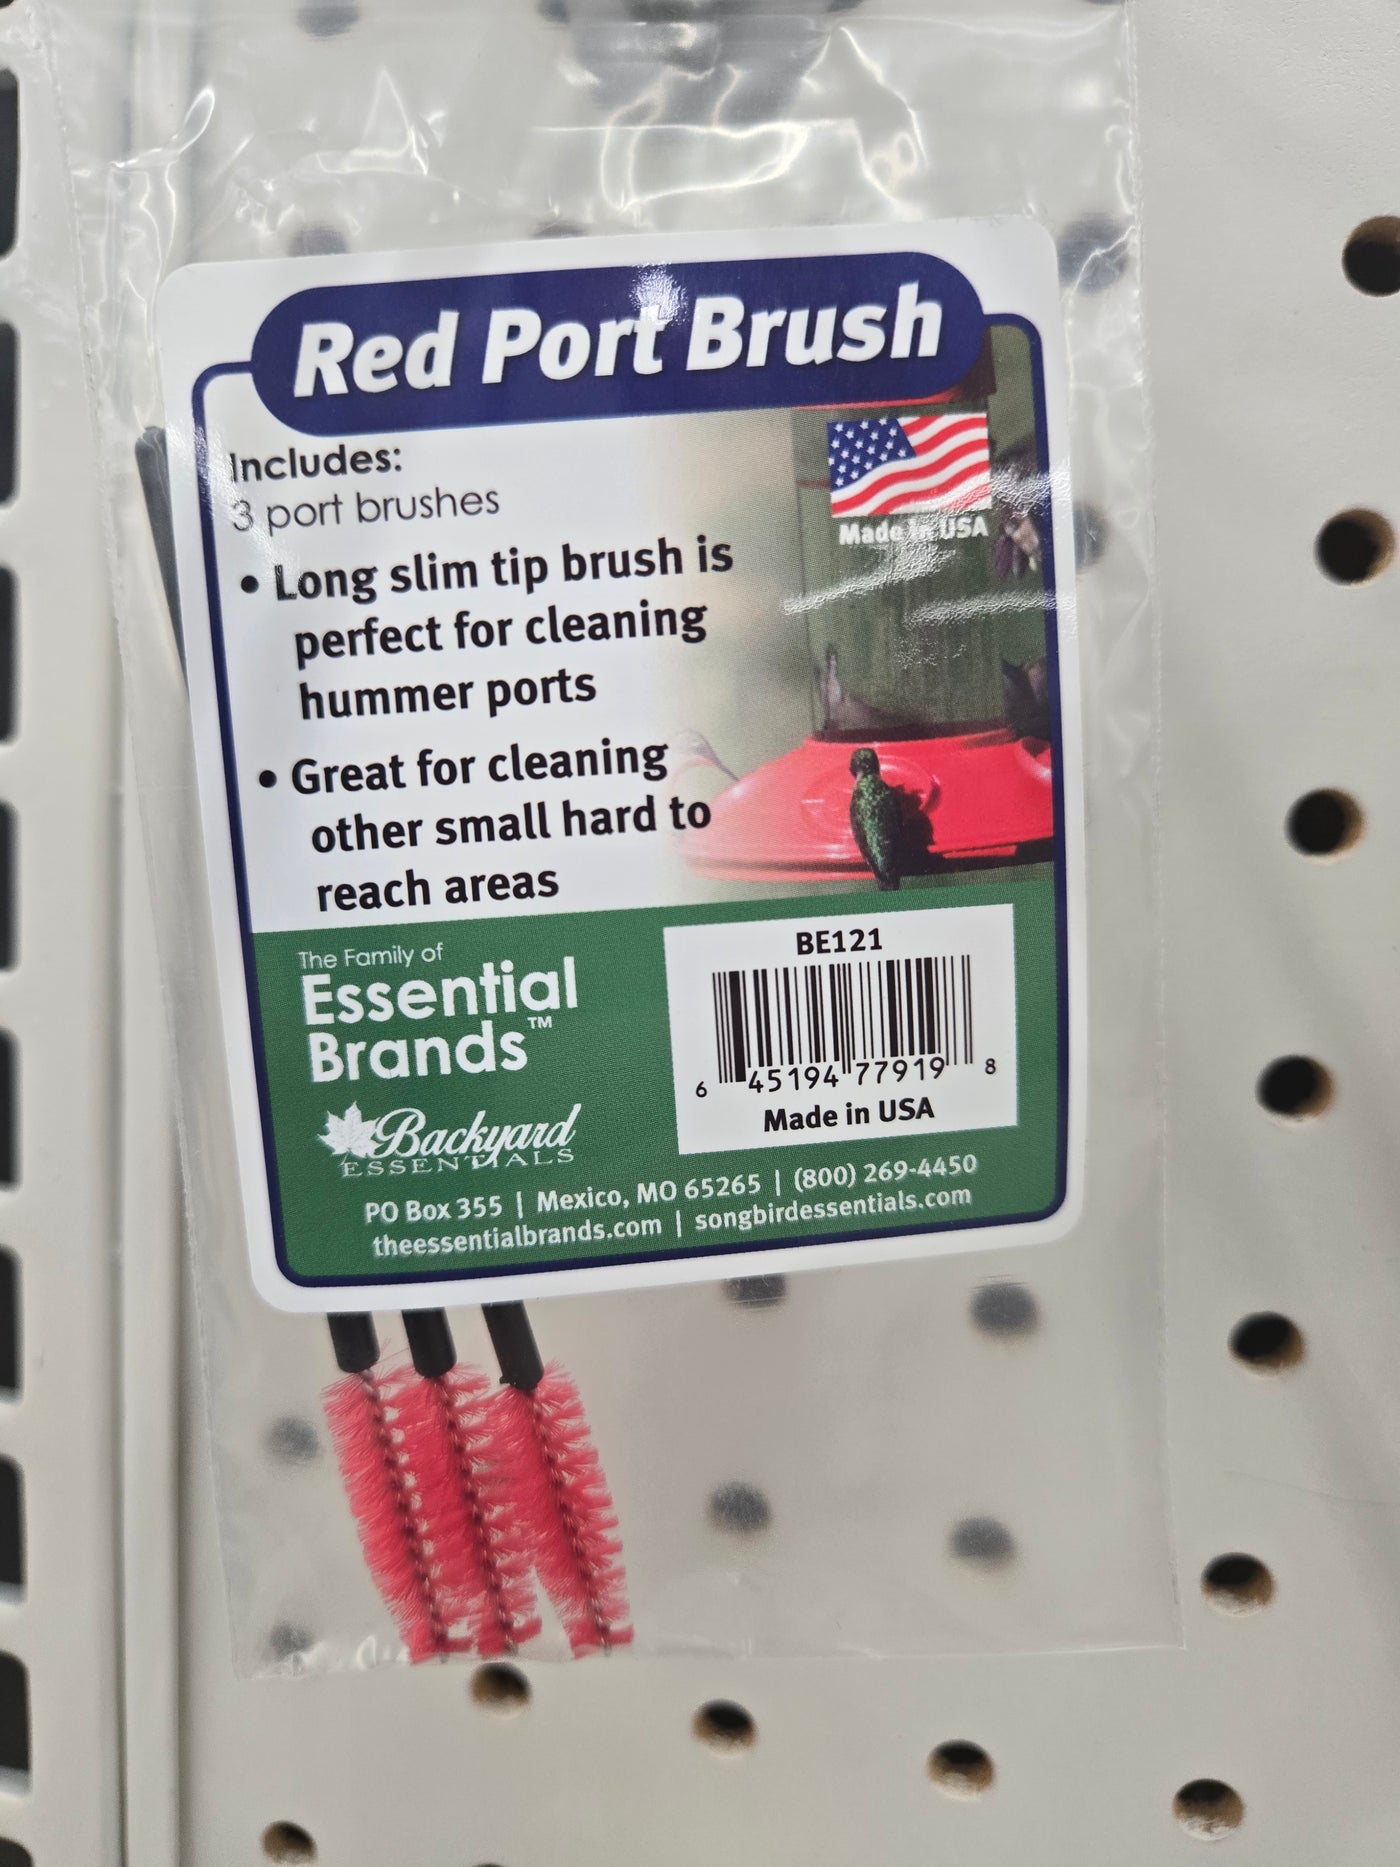 Red Port Brush
Includes:
3 port brushes
• Long slim tip brush is
perfect for cleaning
hummer ports
• Great for cleaning
other small hard to
reach areas
Made in USA
The Family of
Essential
Brands™
Backyard
ESSENTIALS
BE121
6 45194 77919 8
Made in USA
PO Box 355 | Mexico, MO 65265 | (800) 269-4450
theessentialbrands.com | songbirdessentials.com